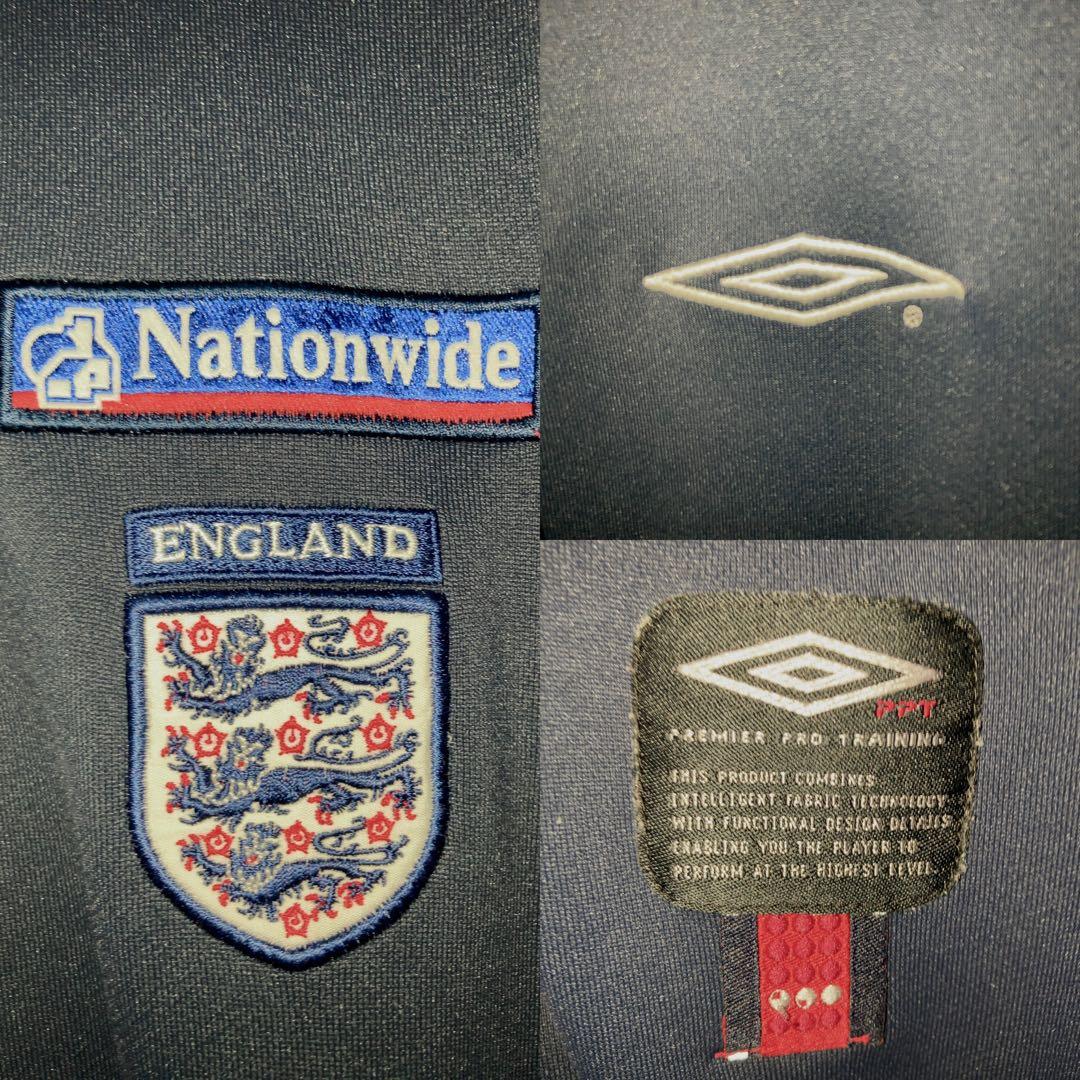 Nationwide
ENGLAND
®
PPT
PREMIER PRO TRAINING
THIS PRODUCT COMBINES
INTELLIGENT FABRIC TECHNOLOGY
WITH FUNCTIONAL DESIGN DETAILS
ENABLING YOU THE PLAYER TO
PERFORM AT THE HIGHEST LEVEL.